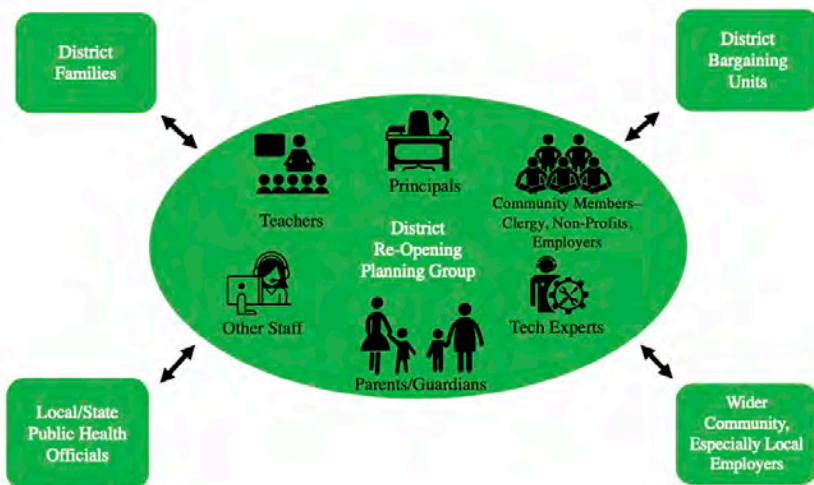 District
Families
District
Bargaining
Units
Principals
Teachers
Community Members–
Clergy, Non-Profits,
Employers
District
Re-Opening
Planning Group
Other Staff
Tech Experts
Parents/Guardians
Local/State
Public Health
Officials
Wider
Community,
Especially Local
Employers